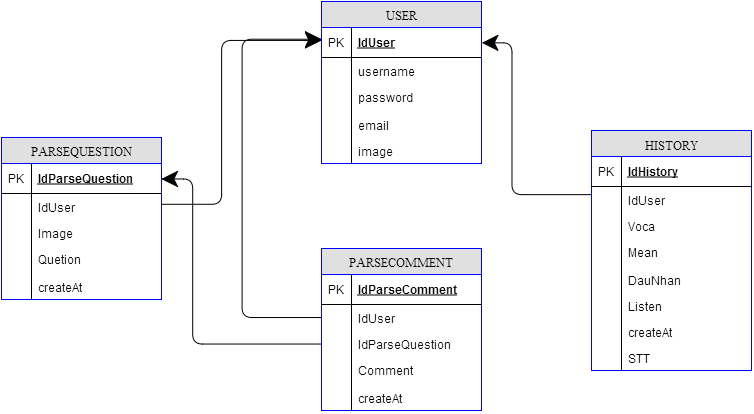 USER
PK IdUser
username
password
email
image
PARSEQUESTION
PK IdParseQuestion
IdUser
Image
Quetion
createAt
PARSECOMMENT
PK IdParseComment
IdUser
IdParseQuestion
Comment
createAt
HISTORY
PK IdHistory
IdUser
Voca
Mean
DauNhan
Listen
createAt
STT